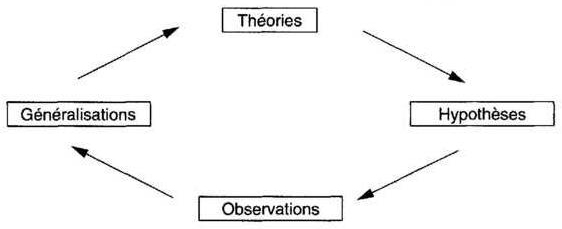 Théories
Généralisations
Hypothèses
Observations